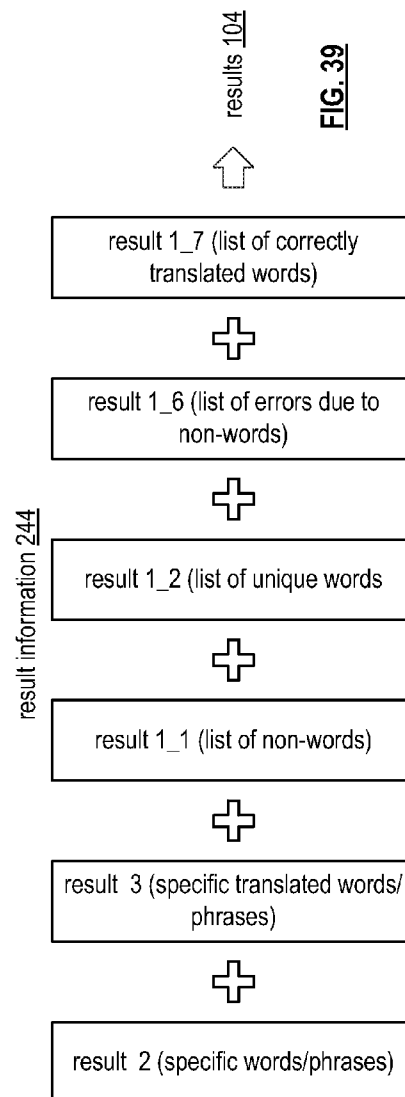 results 104
FIG. 39
result information 244
result 1_7 (list of correctly
translated words)
result 1_6 (list of errors due to
non-words)
result 1_2 (list of unique words
result 1_1 (list of non-words)
result 3 (specific translated words/
phrases)
result 2 (specific words/phrases)